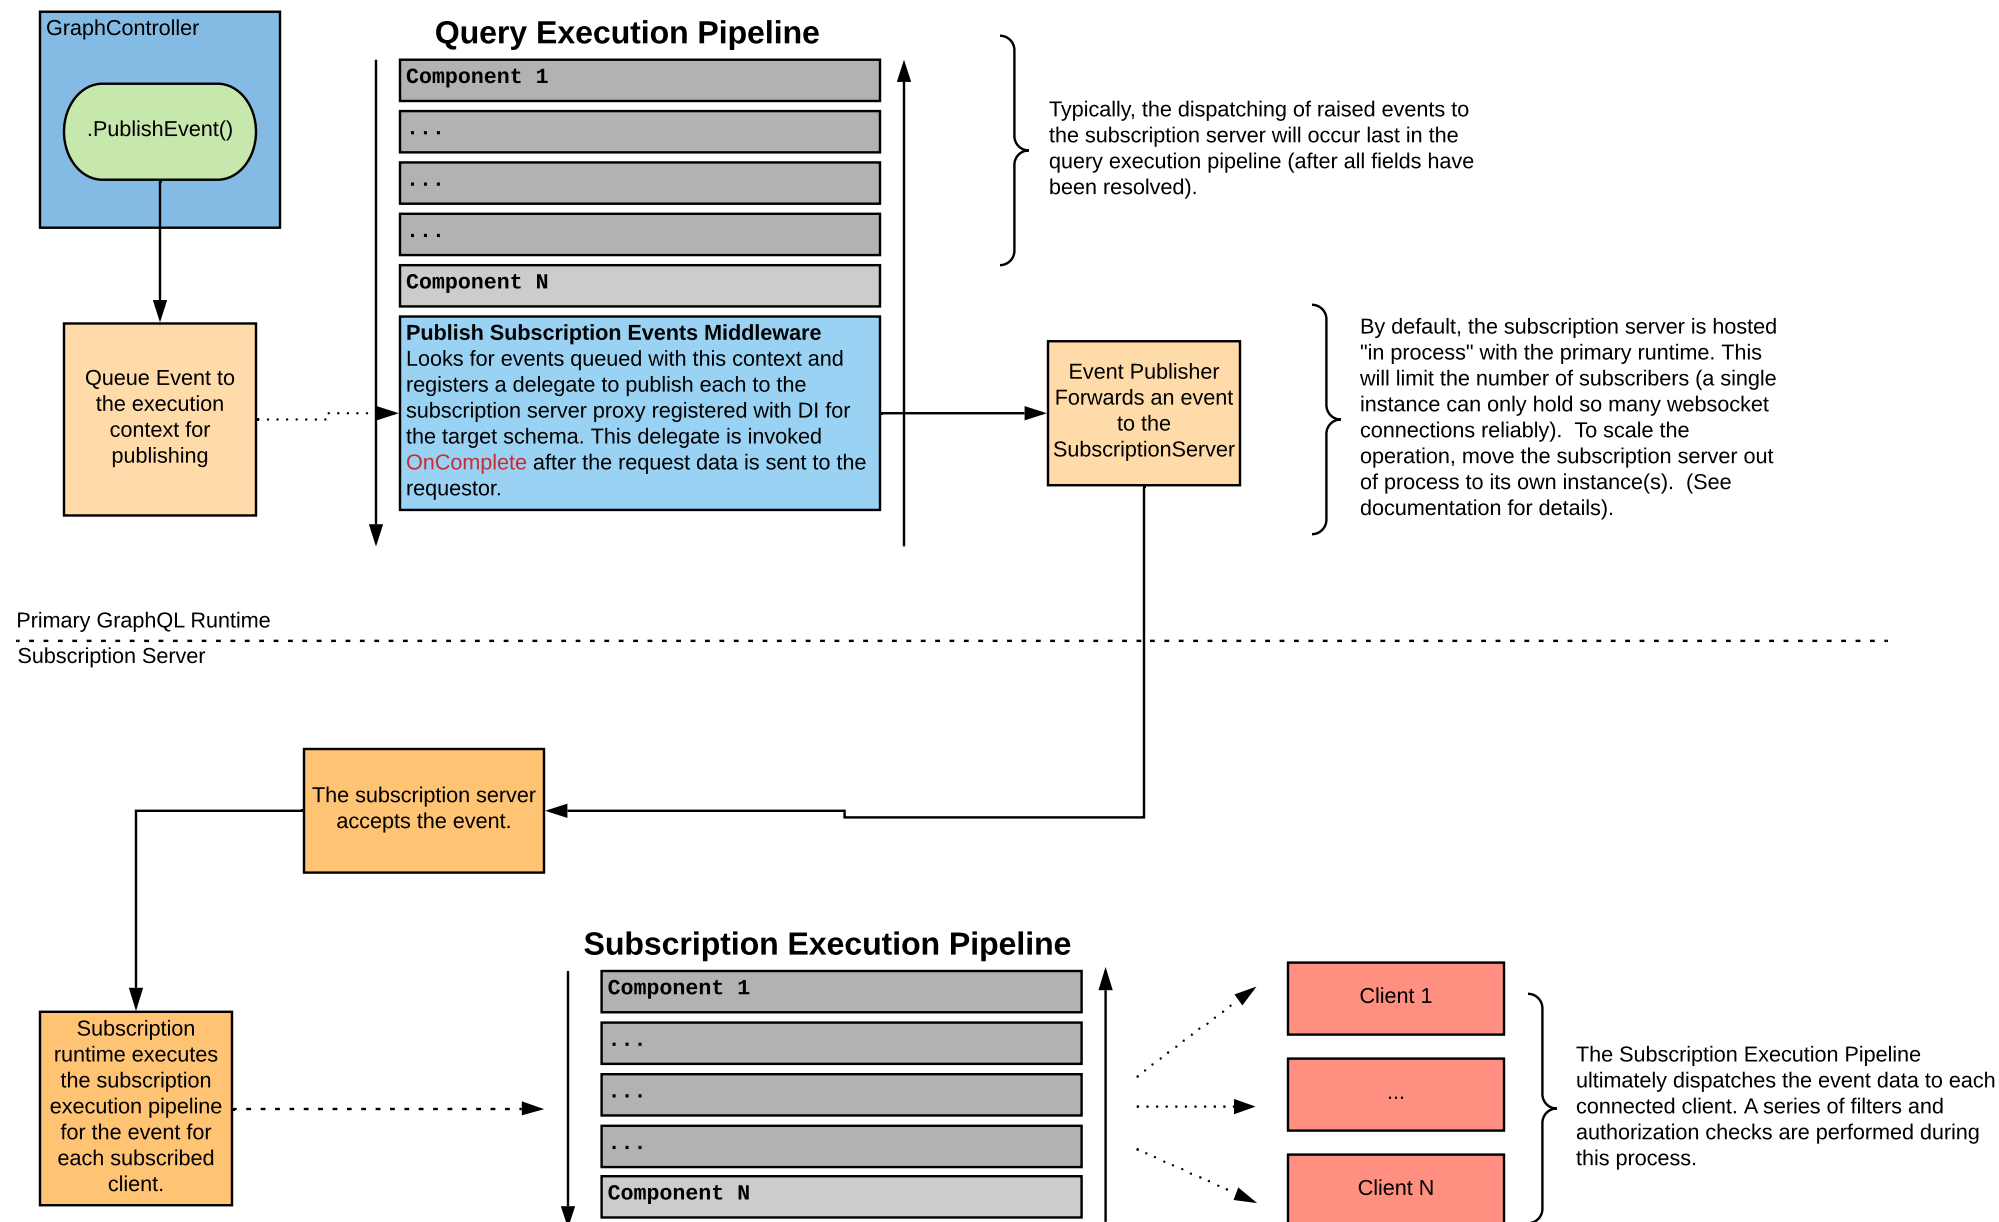 GraphController
.PublishEvent()
Queue Event to
the execution
context for
publishing
Query Execution Pipeline
Component 1
...
...
...
Component N
Publish Subscription Events Middleware
Looks for events queued with this context and
registers a delegate to publish each to the
subscription server proxy registered with DI for
the target schema. This delegate is invoked
OnComplete after the request data is sent to the
requestor.
Typically, the dispatching of raised events to
the subscription server will occur last in the
query execution pipeline (after all fields have
been resolved).
Event Publisher
Forwards an event
to the
SubscriptionServer
By default, the subscription server is hosted
"in process" with the primary runtime. This
will limit the number of subscribers (a single
instance can only hold so many websocket
connections reliably).  To scale the
operation, move the subscription server out
of process to its own instance(s).  (See
documentation for details).
Primary GraphQL Runtime
Subscription Server
The subscription server
accepts the event.
Subscription
runtime executes
the subscription
execution pipeline
for the event for
each subscribed
client.
Subscription Execution Pipeline
Component 1
...
...
...
Component N
Client 1
...
Client N
The Subscription Execution Pipeline
ultimately dispatches the event data to each
connected client. A series of filters and
authorization checks are performed during
this process.